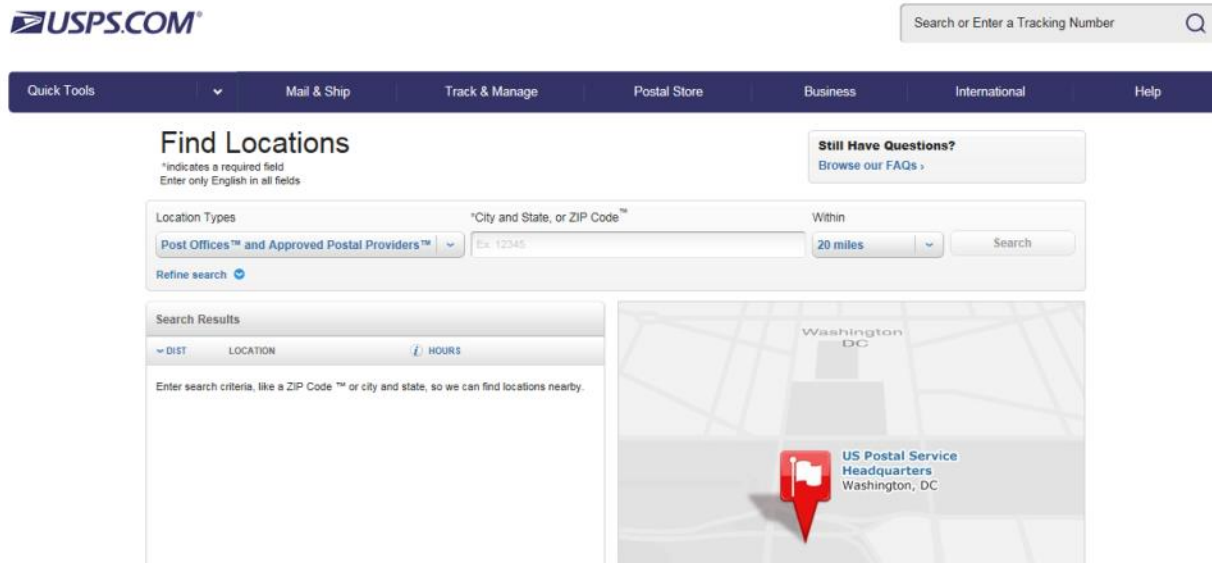 USPS.COM®
Search or Enter a Tracking Number
Quick Tools
Mail & Ship
Track & Manage
Postal Store
Business
International
Help
Find Locations
*indicates a required field
Enter only English in all fields
Still Have Questions?
Browse our FAQs ›
Location Types
*City and State, or ZIP Code™
Within
Post Offices™ and Approved Postal Providers™
Ex: 12345
20 miles
Search
Refine search
Search Results
DIST
LOCATION
i HOURS
Enter search criteria, like a ZIP Code ™ or city and state, so we can find locations nearby.
Washington
DC
US Postal Service
Headquarters
Washington, DC